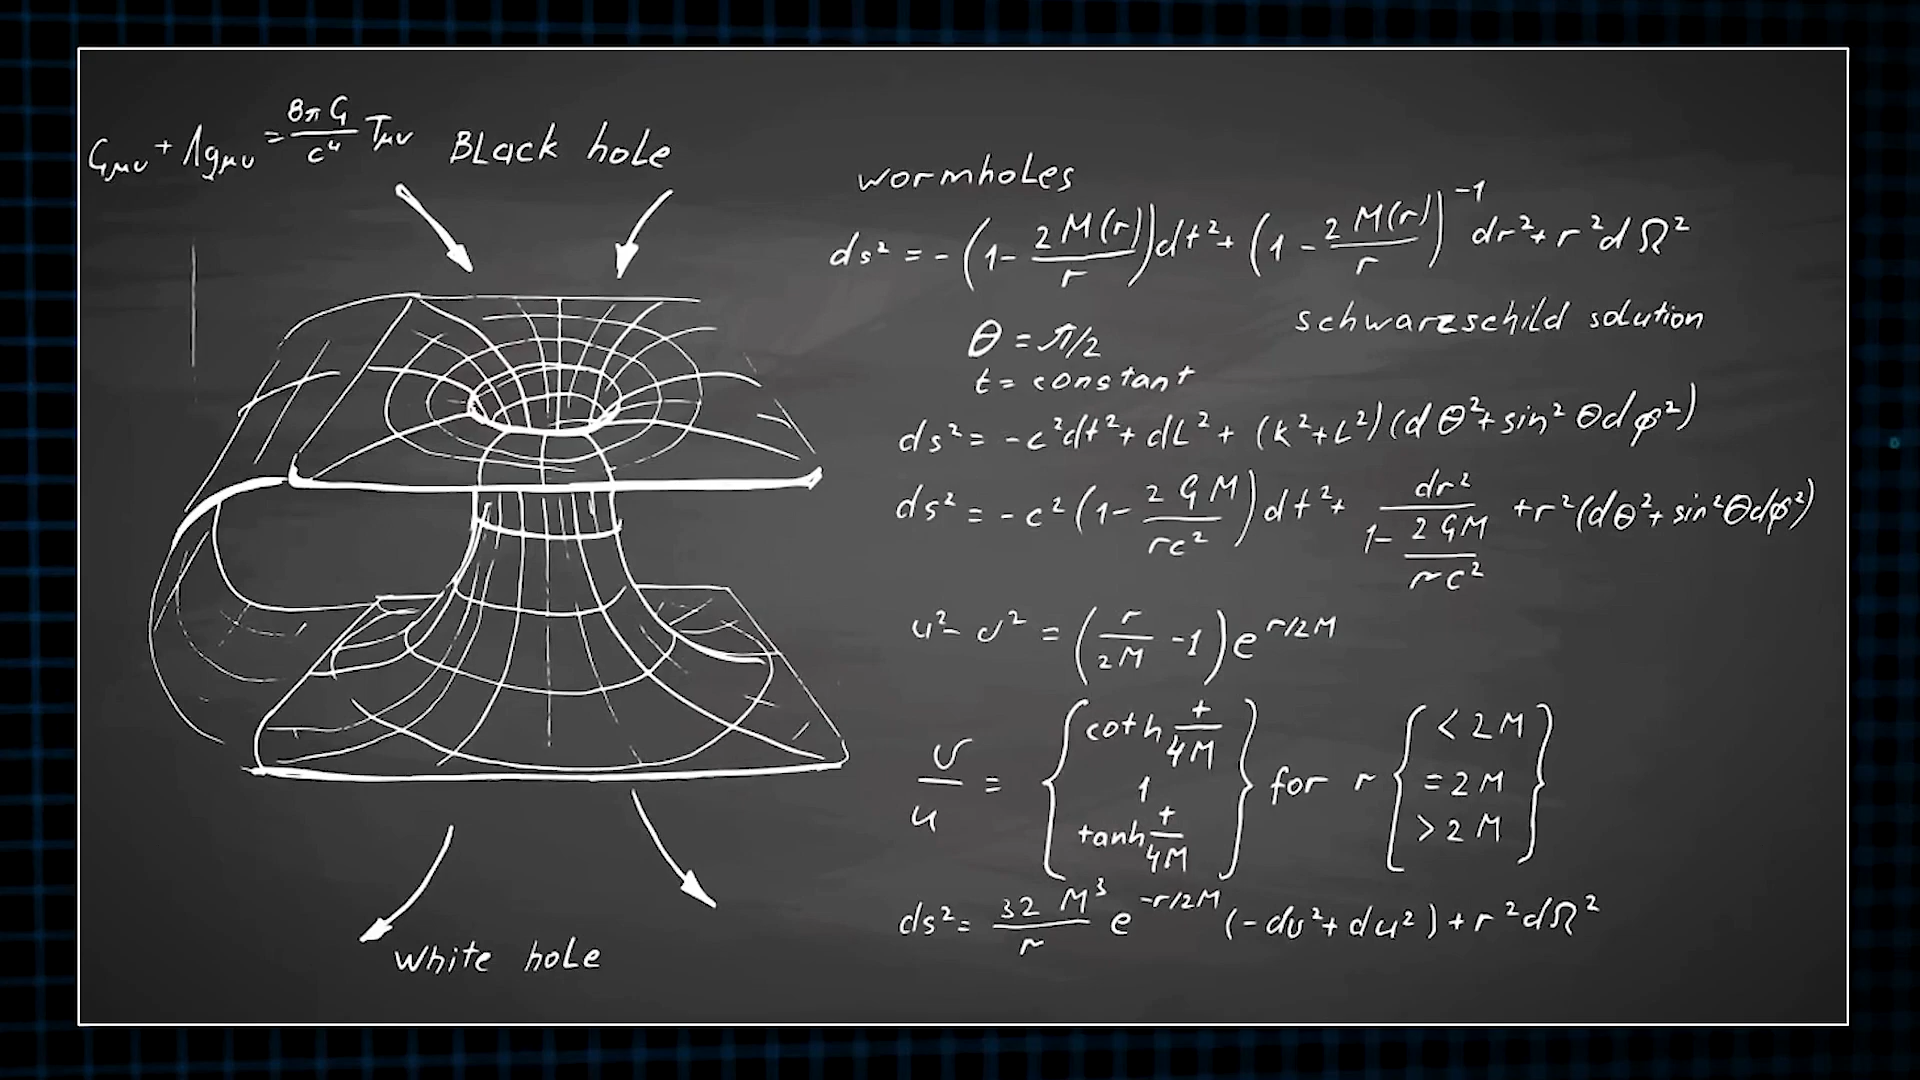 Gμν + Λgμν = 8πG/c⁴ Tμν
BLack hole
wormholes
ds² = -(1 - 2M(r)/r)dt² + (1 - 2M(r)/r)⁻¹ dr² + r²dΩ²
schwarzschild solution
θ = π/2
t = constant
ds² = -c²dt² + dL² + (k² + L²)(dθ² + sin²θdφ²)
ds² = -c²(1 - 2GM/rc²)dt² + dr²/(1 - 2GM/rc²) + r²(dθ² + sin²θdφ²)
u² - υ² = (r/2M - 1)e^r/2M
υ/u = {coth t/4M
1
tanh t/4M} for r {< 2M
= 2M
> 2M}
ds² = 32M³/r e^-r/2M (-dυ² + du²) + r²dΩ²
White hole